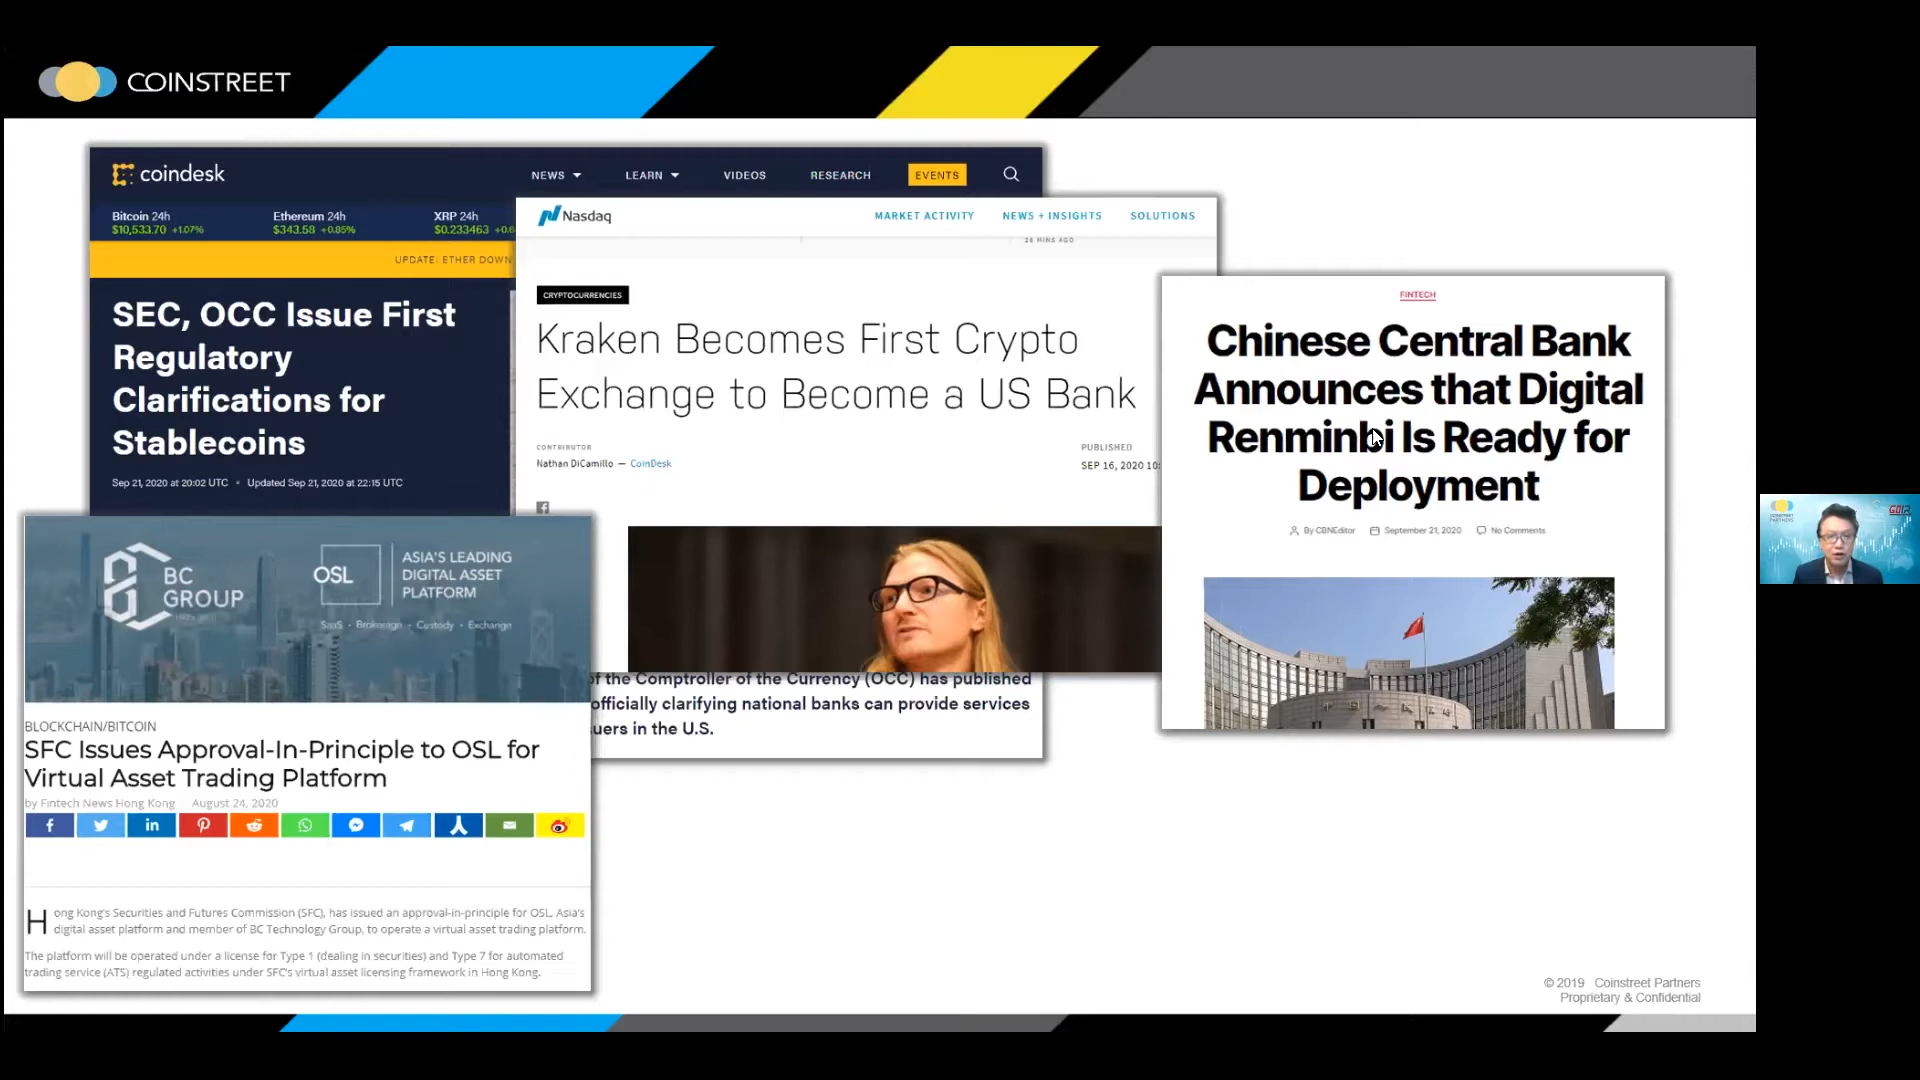 COINSTREET
coindesk
NEWS
LEARN
VIDEOS
RESEARCH
EVENTS
Bitcoin 24h
$10,533.70 +1.07%
Ethereum 24h
$343.58 +0.85%
XRP 24h
$0.233463
UPDATE: ETHER DOWN
SEC, OCC Issue First
Regulatory
Clarifications for
Stablecoins
Sep 21, 2020 at 20:02 UTC • Updated Sep 21, 2020 at 22:15 UTC
of the Comptroller of the Currency (OCC) has published
officially clarifying national banks can provide services
uers in the U.S.
Nasdaq
MARKET ACTIVITY
NEWS + INSIGHTS
SOLUTIONS
28 MINS AGO
CRYPTOCURRENCIES
Kraken Becomes First Crypto
Exchange to Become a US Bank
CONTRIBUTOR
Nathan DiCamillo — CoinDesk
PUBLISHED
SEP 16, 2020 10:
FINTECH
Chinese Central Bank
Announces that Digital
Renminbi Is Ready for
Deployment
By CBNEditor
September 21, 2020
No Comments
BC
GROUP
OSL
ASIA'S LEADING
DIGITAL ASSET
PLATFORM
SaaS • Brokerage • Custody • Exchange
BLOCKCHAIN/BITCOIN
SFC Issues Approval-In-Principle to OSL for
Virtual Asset Trading Platform
by Fintech News Hong Kong August 24, 2020
Hong Kong's Securities and Futures Commission (SFC), has issued an approval-in-principle for OSL, Asia's
digital asset platform and member of BC Technology Group, to operate a virtual asset trading platform.
The platform will be operated under a license for Type 1 (dealing in securities) and Type 7 for automated
trading service (ATS) regulated activities under SFC's virtual asset licensing framework in Hong Kong.
© 2019 Coinstreet Partners
Proprietary & Confidential